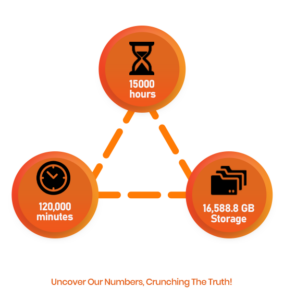 15000
hours
120,000
minutes
16,588.8 GB
Storage
Uncover Our Numbers, Crunching The Truth!